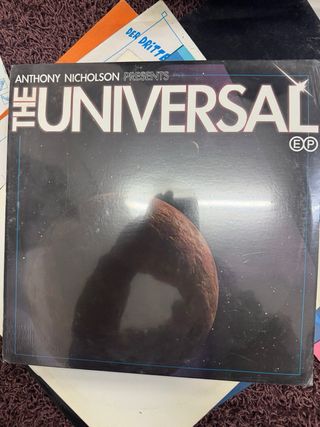 DER DRITTE
ANTHONY NICHOLSON PRESENTS
THE UNIVERSAL
EP